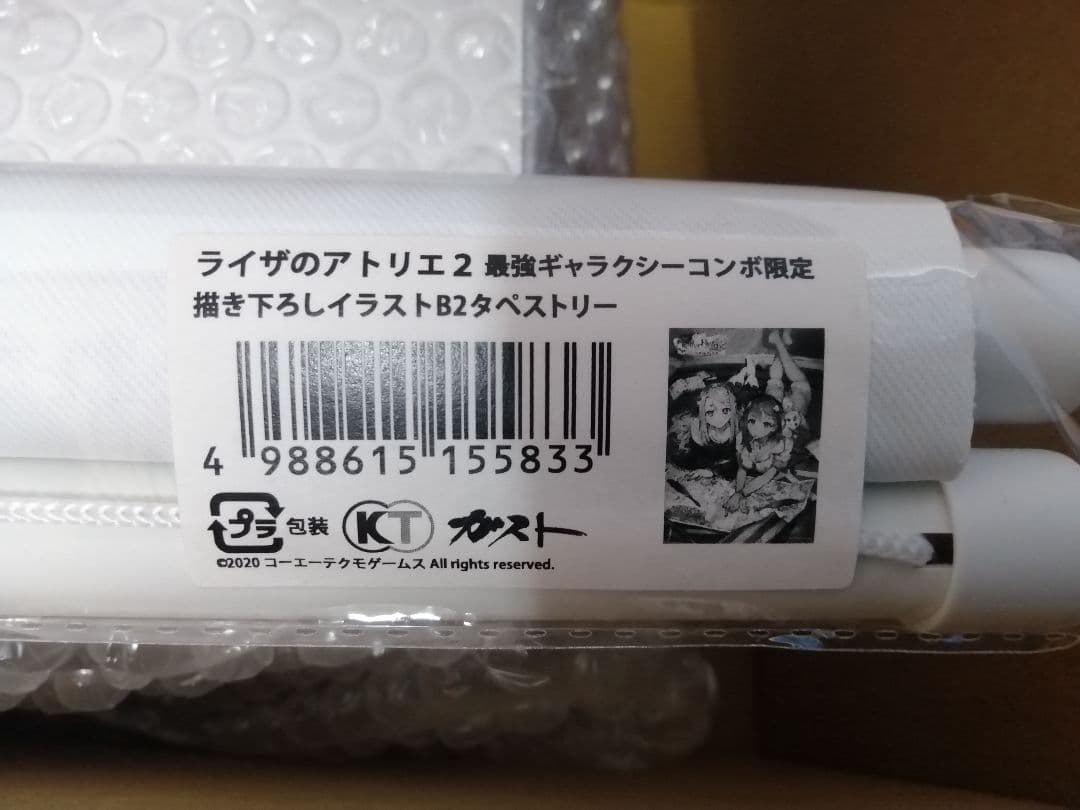 ライザのアトリエ2 最強ギャラクシーコンボ限定
描き下ろしイラストB2タペストリー
4 988615 155833
プラ 包装 KT ガスト
©2020 コーエーテクモゲームス All rights reserved.